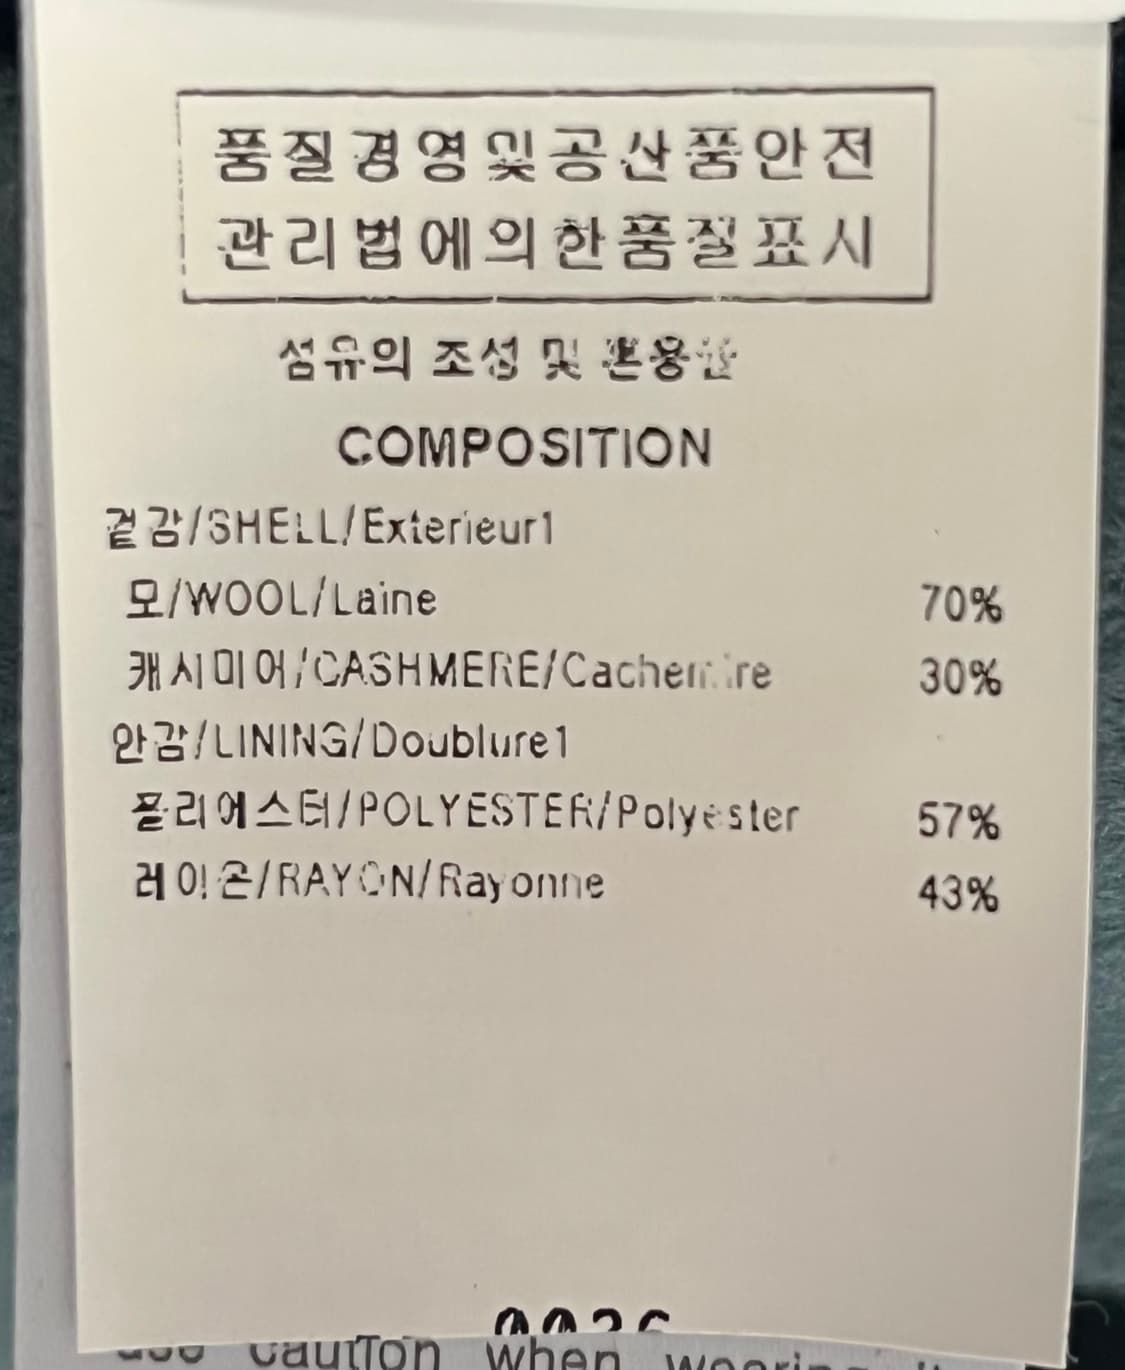 품질경영및공산품안전
관리법에의한품질표시
섬유의 조성 및 혼용율
COMPOSITION
겉감/SHELL/Exterieur1
모/WOOL/Laine 70%
캐시미어/CASHMERE/Cachemire 30%
안감/LINING/Doublure1
폴리에스터/POLYESTER/Polyester 57%
레이온/RAYON/Rayonne 43%
use caution when wearing